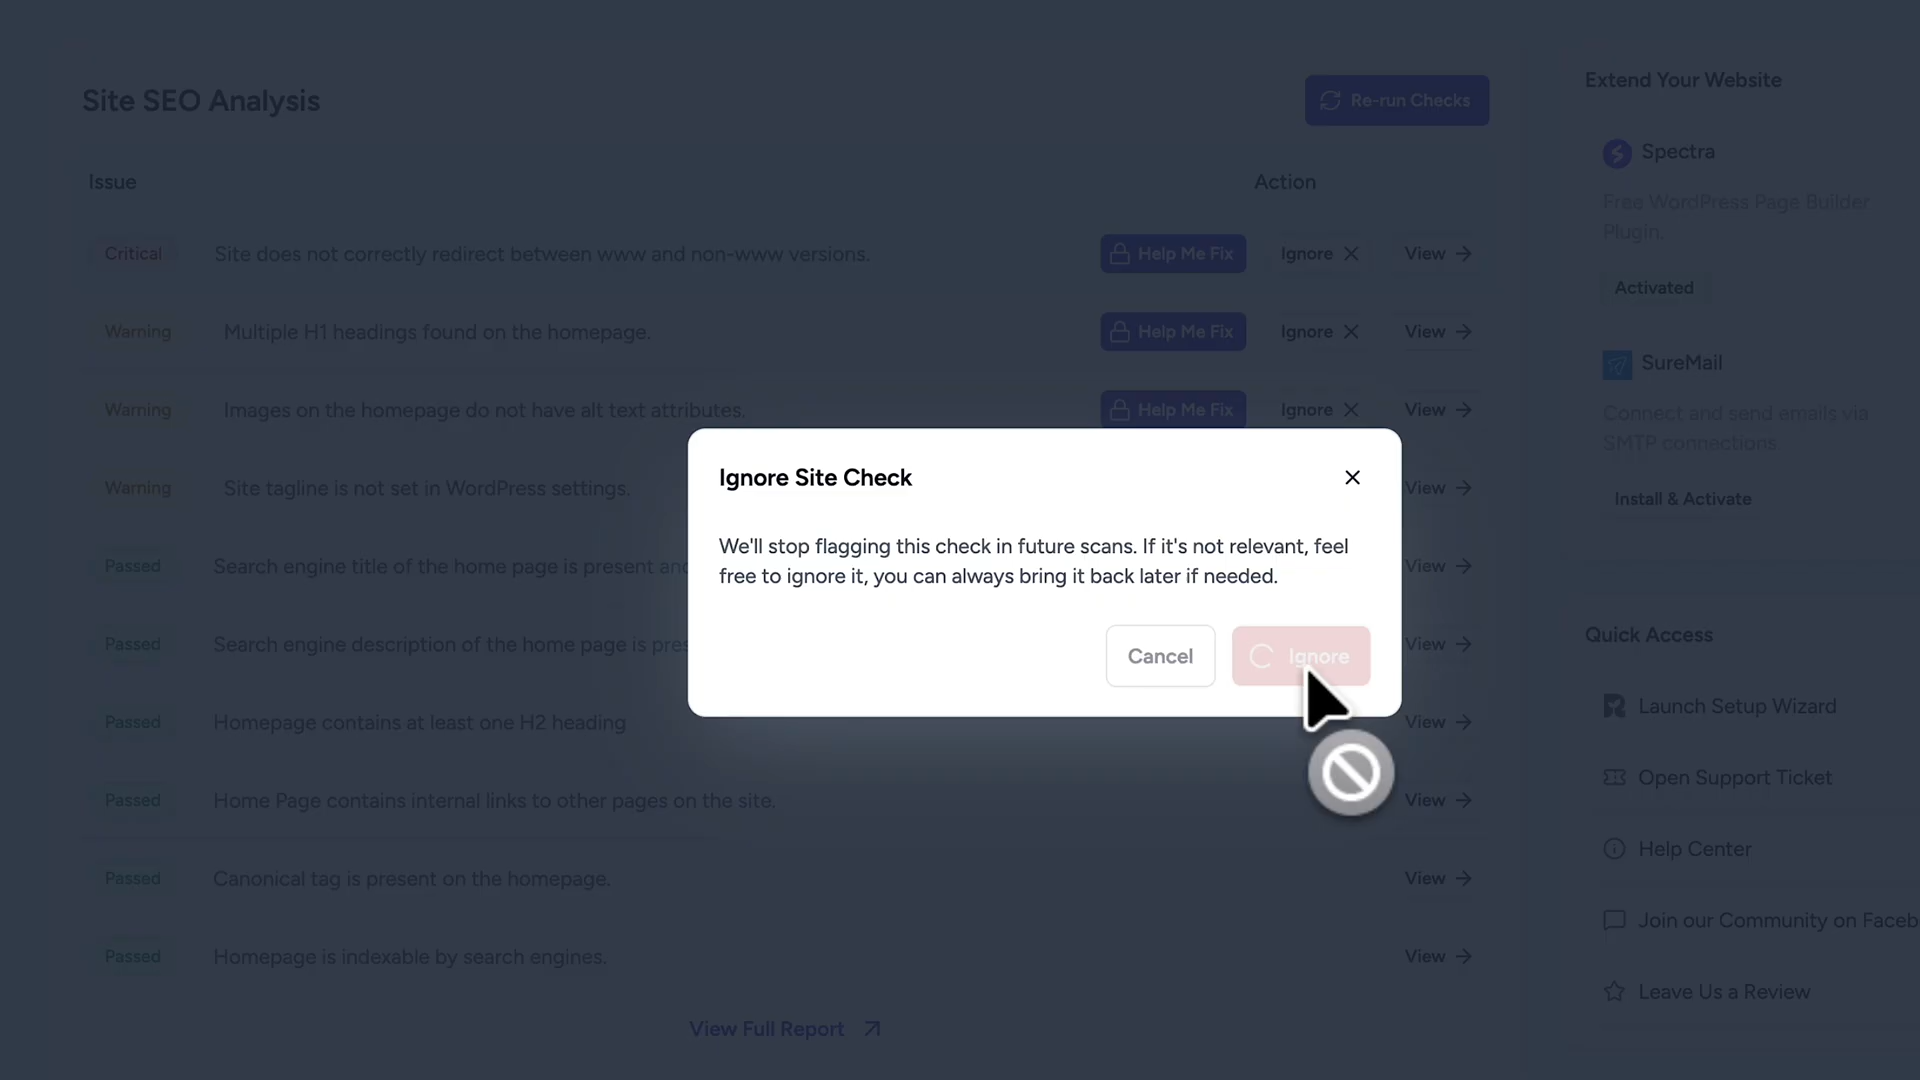 Site SEO Analysis
Re-run Checks
Issue
Action
Critical
Site does not correctly redirect between www and non-www versions.
Help Me Fix
Ignore
View
Warning
Multiple H1 headings found on the homepage.
Help Me Fix
Ignore
View
Warning
Images on the homepage do not have alt text attributes.
Help Me Fix
Ignore
View
Warning
Site tagline is not set in WordPress settings.
View
Passed
Search engine title of the home page is present and
View
Passed
Search engine description of the home page is pres
View
Passed
Homepage contains at least one H2 heading
View
Passed
Home Page contains internal links to other pages on the site.
View
Passed
Canonical tag is present on the homepage.
View
Passed
Homepage is indexable by search engines.
View
View Full Report
Ignore Site Check
We'll stop flagging this check in future scans. If it's not relevant, feel
free to ignore it, you can always bring it back later if needed.
Cancel
Ignore
Extend Your Website
Spectra
Free WordPress Page Builder
Plugin.
Activated
SureMail
Connect and send emails via
SMTP connections
Install & Activate
Quick Access
Launch Setup Wizard
Open Support Ticket
Help Center
Join our Community on Faceb
Leave Us a Review